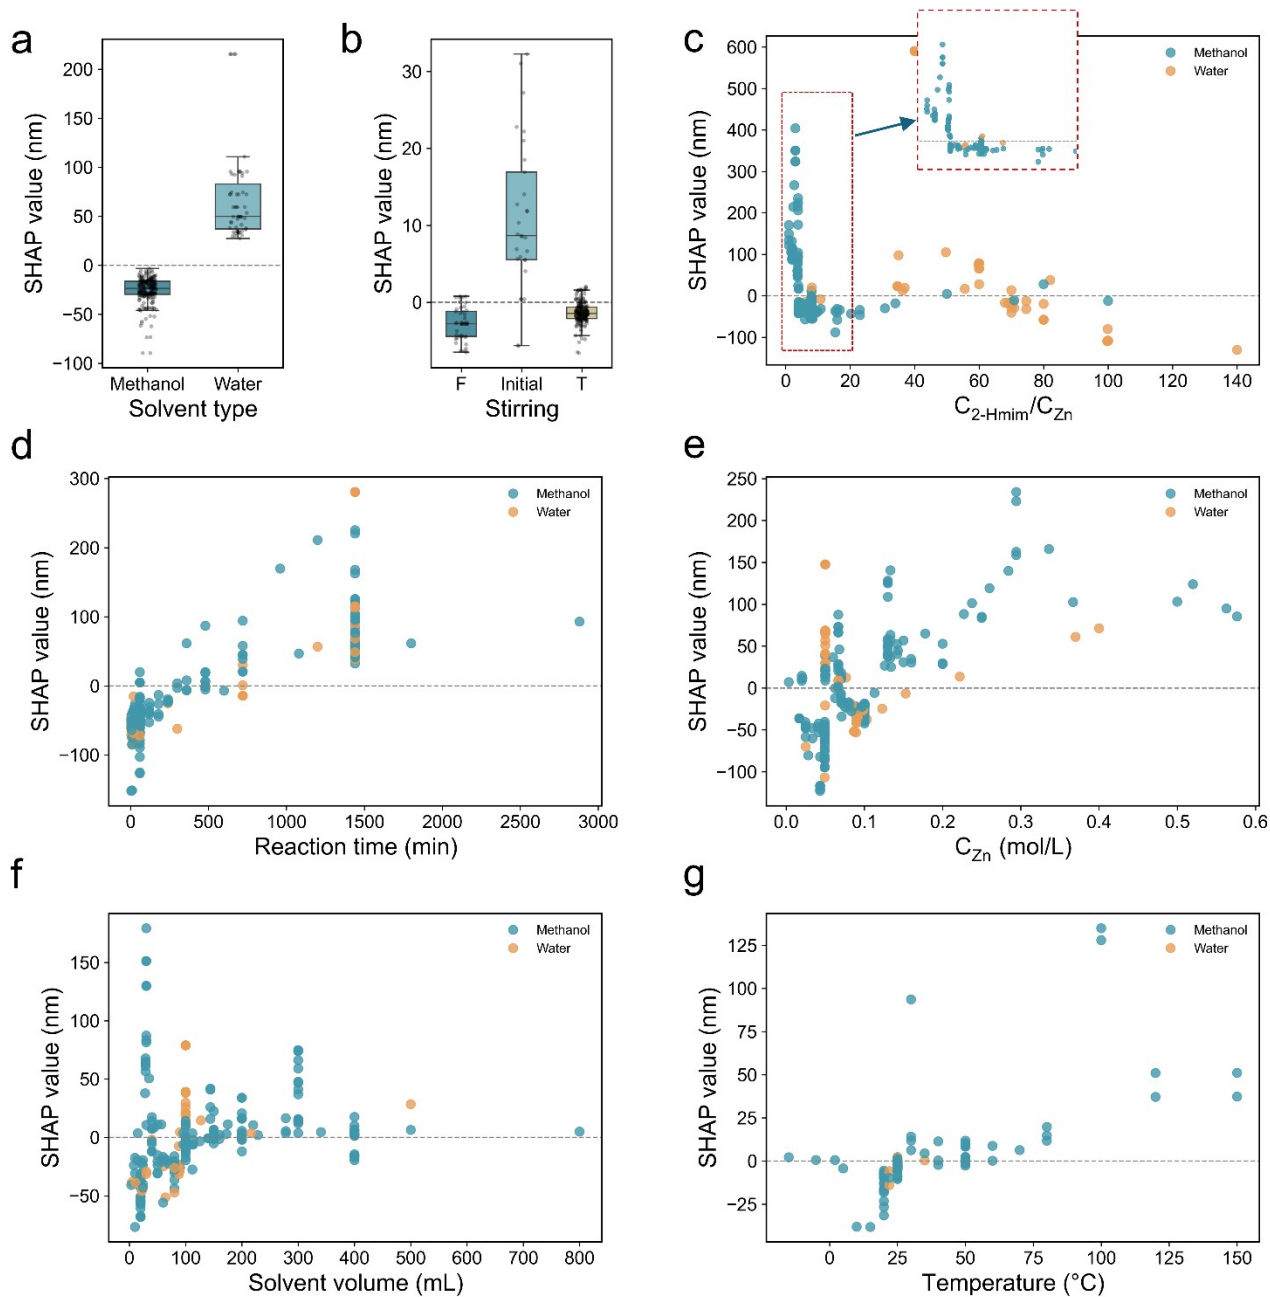 a
SHAP value (nm)
200
150
100
50
0
−50
−100
Methanol Water
Solvent type
b
SHAP value (nm)
30
20
10
0
F Initial T
Stirring
c
SHAP value (nm)
600
500
400
300
200
100
0
−100
Methanol
Water
0 20 40 60 80 100 120 140
C2-Hmim/CZn
d
SHAP value (nm)
300
200
100
0
−100
Methanol
Water
0 500 1000 1500 2000 2500 3000
Reaction time (min)
e
SHAP value (nm)
250
200
150
100
50
0
−50
−100
Methanol
Water
0.0 0.1 0.2 0.3 0.4 0.5 0.6
CZn (mol/L)
f
SHAP value (nm)
150
100
50
0
−50
Methanol
Water
0 100 200 300 400 500 600 700 800
Solvent volume (mL)
g
SHAP value (nm)
125
100
75
50
25
0
−25
Methanol
Water
0 25 50 75 100 125 150
Temperature (°C)